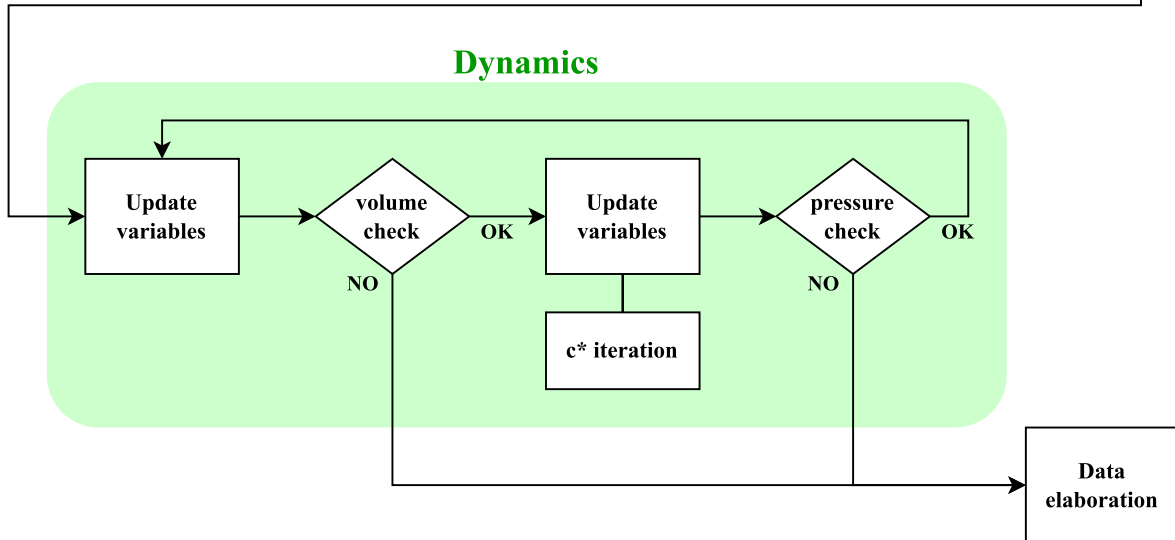 Dynamics
Update
variables
volume
check
OK
NO
Update
variables
c* iteration
pressure
check
OK
NO
Data
elaboration